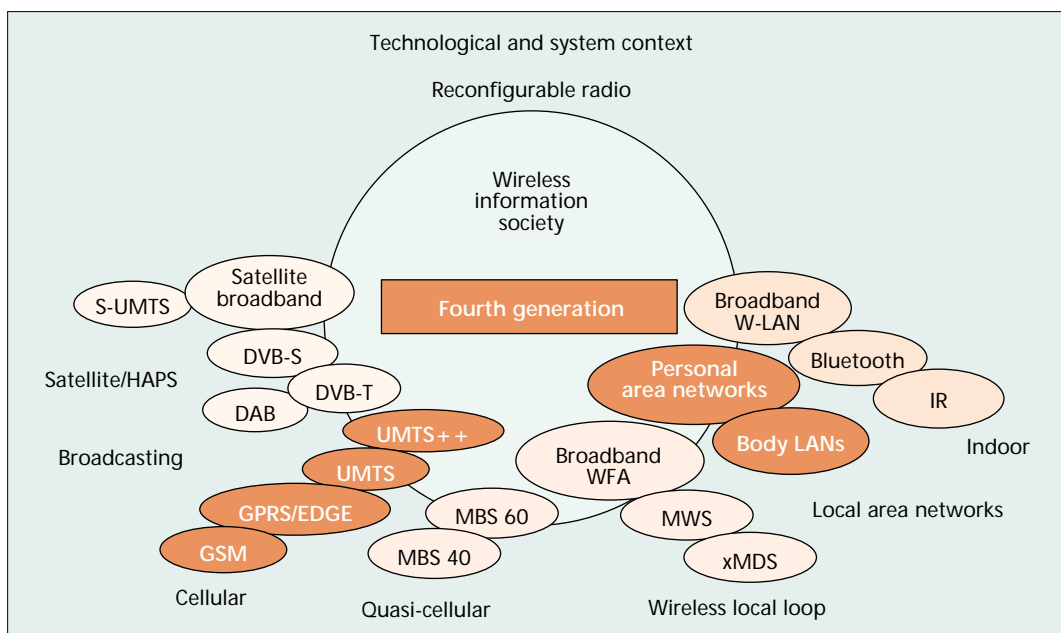 Technological and system context
Reconfigurable radio
Wireless
information
society
Satellite
broadband
S-UMTS
Fourth generation
Broadband
W-LAN
DVB-S
Bluetooth
Personal
area networks
Satellite/HAPS
DVB-T
IR
DAB
UMTS++
Body LANs
Indoor
Broadcasting
Broadband
WFA
UMTS
GPRS/EDGE
MBS 60
MWS
Local area networks
GSM
MBS 40
xMDS
Cellular
Quasi-cellular
Wireless local loop